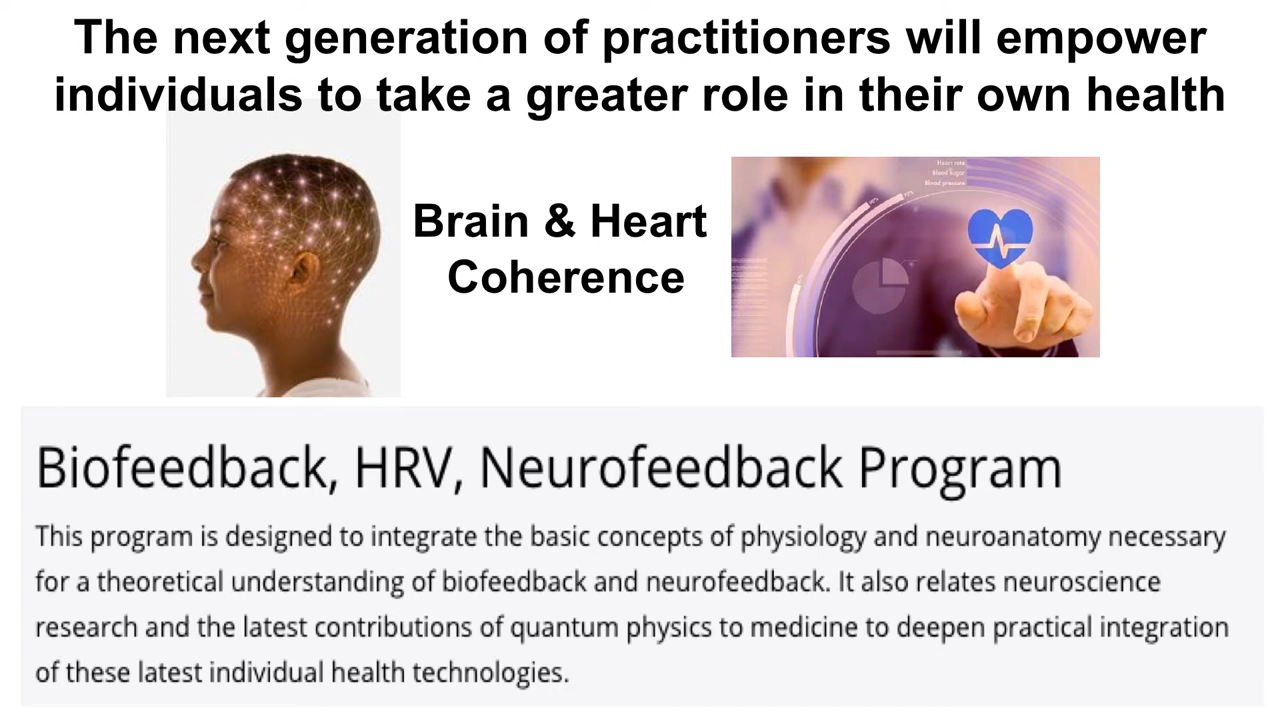 The next generation of practitioners will empower
individuals to take a greater role in their own health
Heart rate
Blood sugar
Blood pressure
Brain & Heart
Coherence
Biofeedback, HRV, Neurofeedback Program
This program is designed to integrate the basic concepts of physiology and neuroanatomy necessary
for a theoretical understanding of biofeedback and neurofeedback. It also relates neuroscience
research and the latest contributions of quantum physics to medicine to deepen practical integration
of these latest individual health technologies.